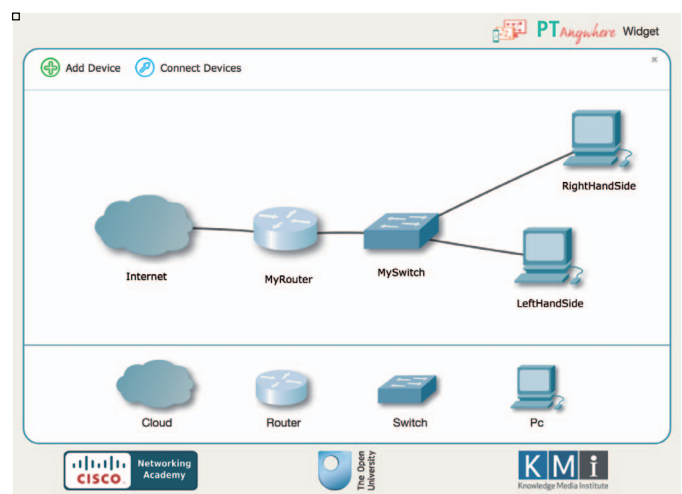 PTAnywhere Widget
Add Device Connect Devices
×
RightHandSide
Internet
MyRouter
MySwitch
LeftHandSide
Cloud
Router
Switch
Pc
CISCO
Networking
Academy
The Open
University
KMi
Knowledge Media Institute